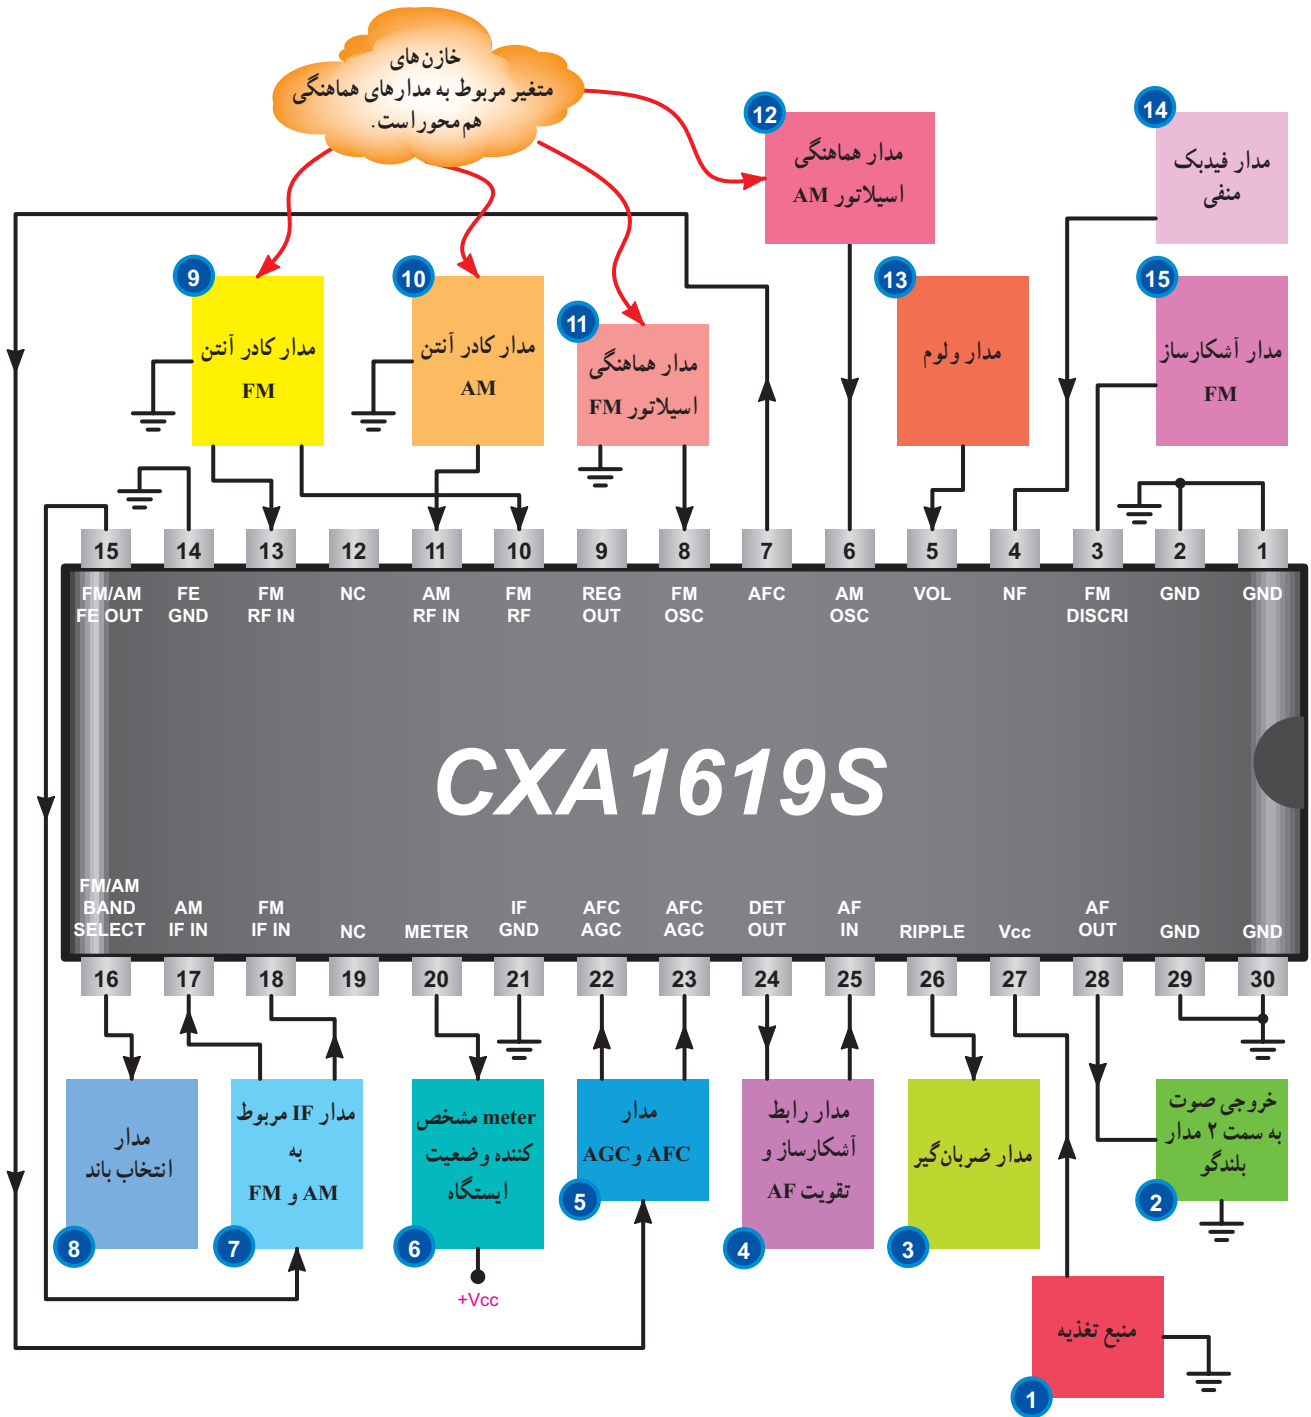 خازن‌های
متغیر مربوط به مدارهای هماهنگی
هم محور است.
12
مدار هماهنگی
اسیلاتور AM
14
مدار فیدبک
منفی
9
مدار کادر آنتن
FM
10
مدار کادر آنتن
AM
11
مدار هماهنگی
اسیلاتور FM
13
مدار ولوم
15
مدار آشکارساز
FM
15 14 13 12 11 10 9 8 7 6 5 4 3 2 1
FM/AM
FE OUT
FE
GND
FM
RF IN
NC
AM
RF IN
FM
RF
REG
OUT
FM
OSC
AFC
AM
OSC
VOL
NF
FM
DISCRI
GND
GND
CXA1619S
FM/AM
BAND
SELECT
AM
IF IN
FM
IF IN
NC
METER
IF
GND
AFC
AGC
AFC
AGC
DET
OUT
AF
IN
RIPPLE
Vcc
AF
OUT
GND
GND
16 17 18 19 20 21 22 23 24 25 26 27 28 29 30
مدار
انتخاب باند
8
مدار IF مربوط
به
AM و FM
7
meter مشخص
کننده وضعیت
ایستگاه
6
+Vcc
مدار
AFC و AGC
5
مدار رابط
آشکارساز و
تقویت AF
4
مدار ضربان‌گیر
3
خروجی صوت
به سمت ۲ مدار
بلندگو
2
منبع تغذیه
1